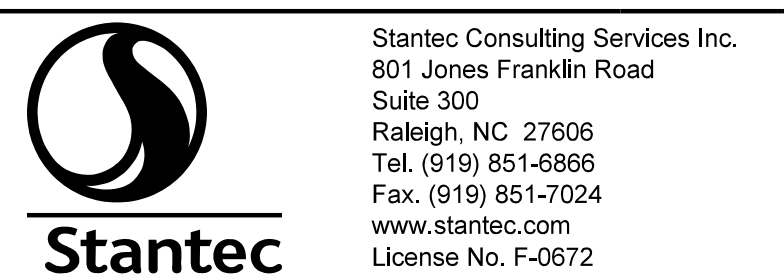 Stantec Consulting Services Inc.
801 Jones Franklin Road
Suite 300
Raleigh, NC  27606
Tel. (919) 851-6866
Fax. (919) 851-7024
www.stantec.com
License No. F-0672
Stantec